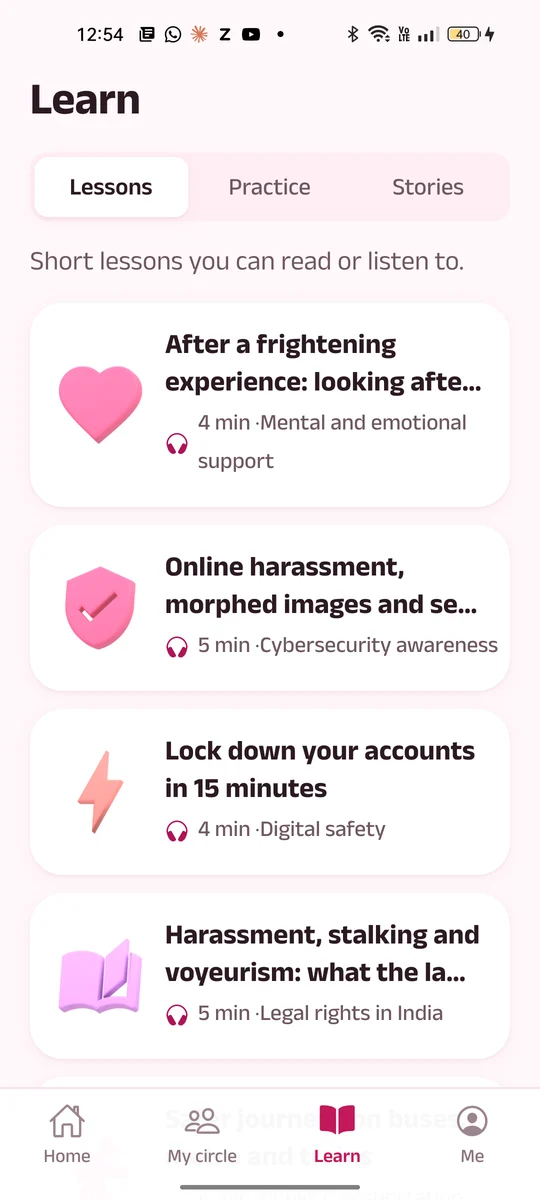 12:54
Z
Vo
LTE
40
Learn
Lessons
Practice
Stories
Short lessons you can read or listen to.
After a frightening
experience: looking afte...
4 min ·Mental and emotional
support
Online harassment,
morphed images and se...
5 min ·Cybersecurity awareness
Lock down your accounts
in 15 minutes
4 min ·Digital safety
Harassment, stalking and
voyeurism: what the la...
5 min ·Legal rights in India
Home
My circle
Learn
Me